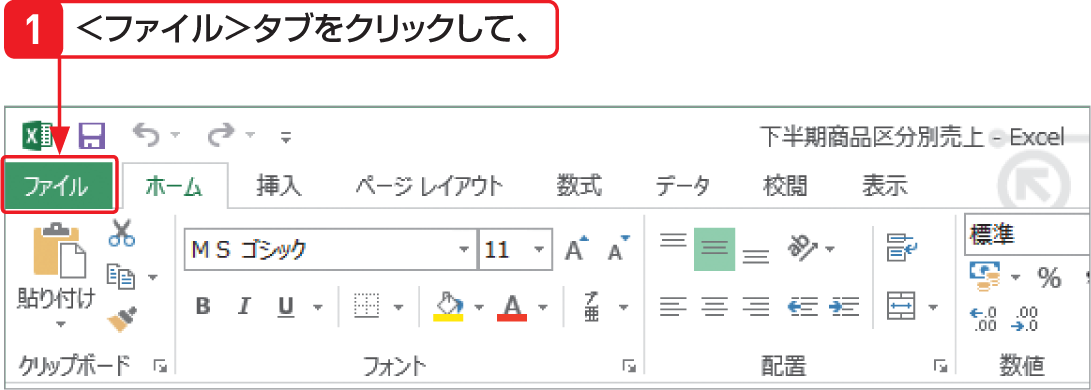 1 <ファイル>タブをクリックして、
下半期商品区分別売上 - Excel
ファイル ホーム 挿入 ページ レイアウト 数式 データ 校閲 表示
ＭＳ ゴシック 11 A A 標準
貼り付け B I U A ア亜 %
←.0 .00 .00 →.0
クリップボード フォント 配置 数値